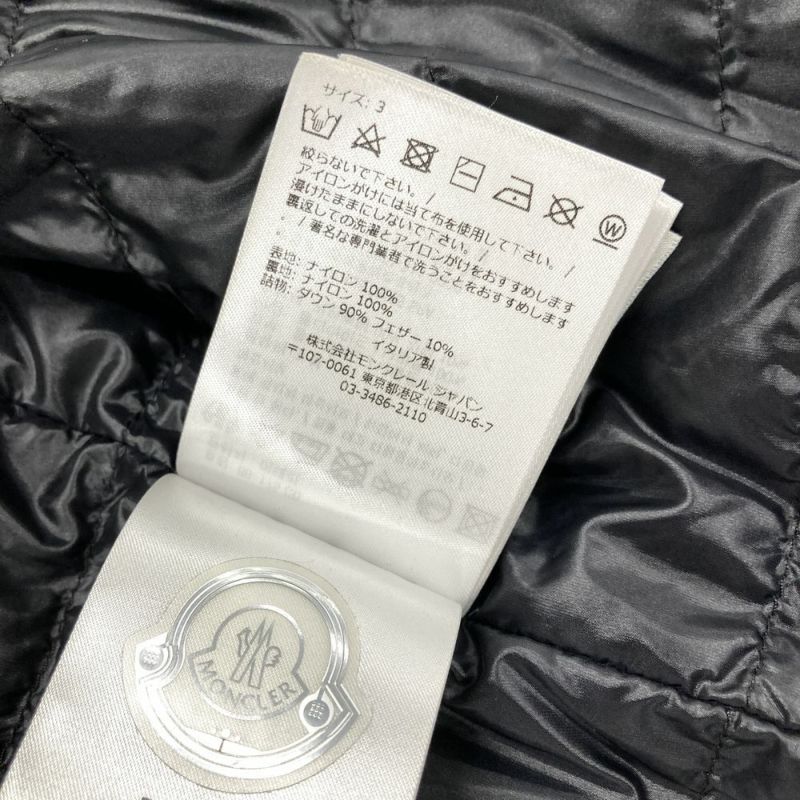 サイズ: 3
W
絞らないで下さい。/
アイロンがけには当て布を使用して下さい。/
浸けたままにしないで下さい。/
裏返しての洗濯とアイロンがけをおすすめします
/ 著名な専門業者で洗うことをおすすめします
表地: ナイロン 100%
裏地: ナイロン 100%
詰物: ダウン 90% フェザー 10%
イタリア製
株式会社モンクレール ジャパン
〒107-0061 東京都港区北青山3-6-7
03-3486-2110
MONCLER